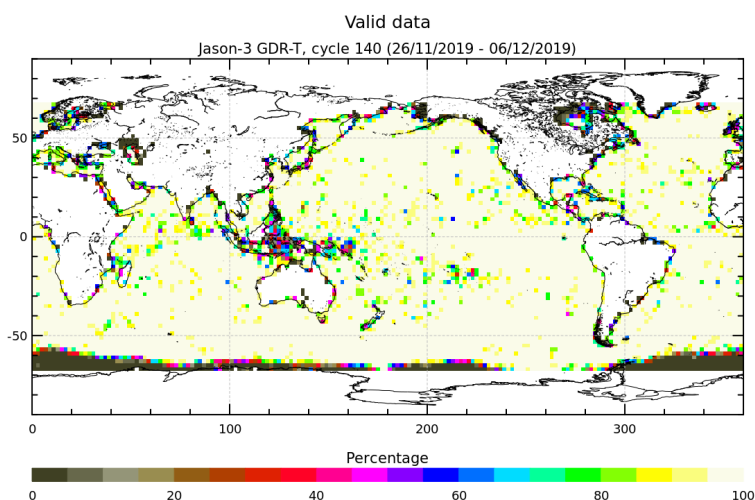 Valid data
Jason-3 GDR-T, cycle 140 (26/11/2019 - 06/12/2019)
50
0
-50
0 100 200 300
Percentage
0 20 40 60 80 100